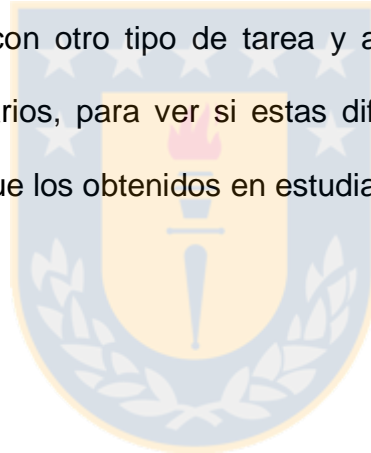 con otro tipo de tarea y a
rios, para ver si estas dif
ue los obtenidos en estudia